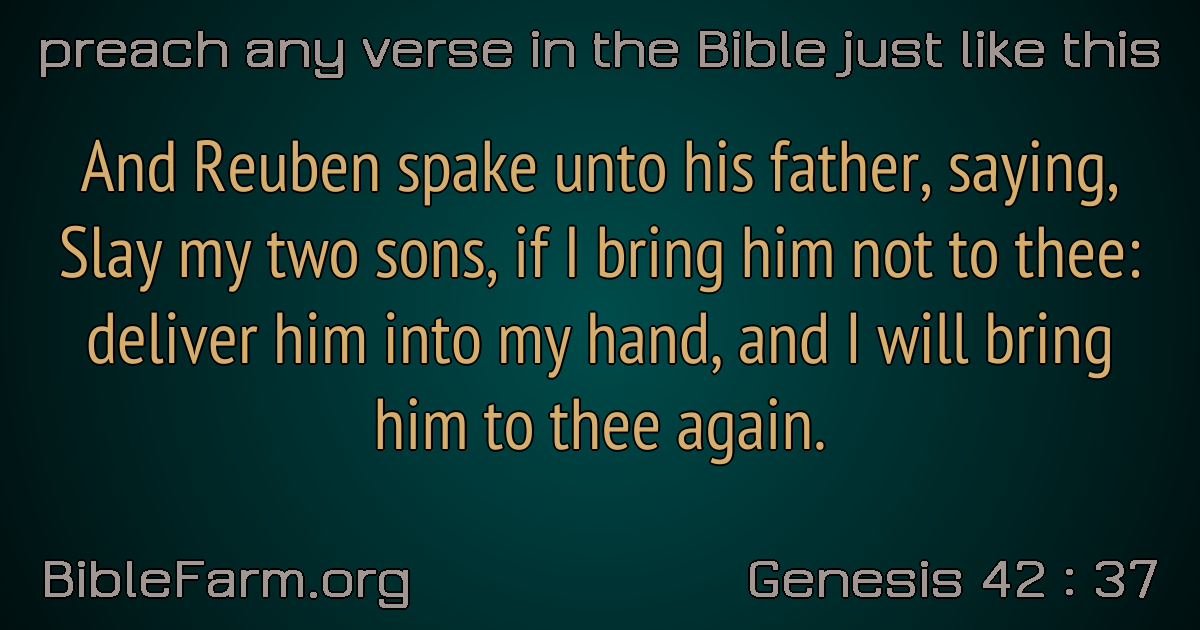 preach any verse in the Bible just like this
And Reuben spake unto his father, saying,
Slay my two sons, if I bring him not to thee:
deliver him into my hand, and I will bring
him to thee again.
BibleFarm.org
Genesis 42 : 37